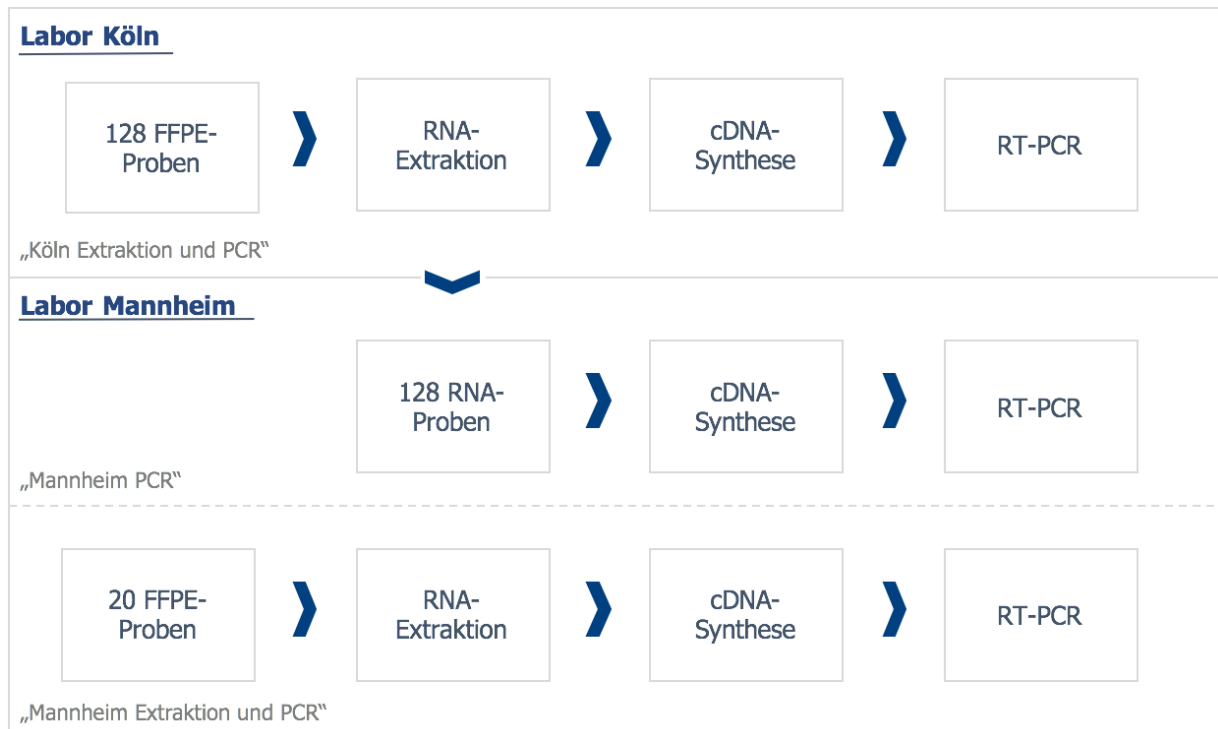 Labor Köln
128 FFPE-
Proben
RNA-
Extraktion
cDNA-
Synthese
RT-PCR
„Köln Extraktion und PCR“
Labor Mannheim
128 RNA-
Proben
cDNA-
Synthese
RT-PCR
„Mannheim PCR“
20 FFPE-
Proben
RNA-
Extraktion
cDNA-
Synthese
RT-PCR
„Mannheim Extraktion und PCR“